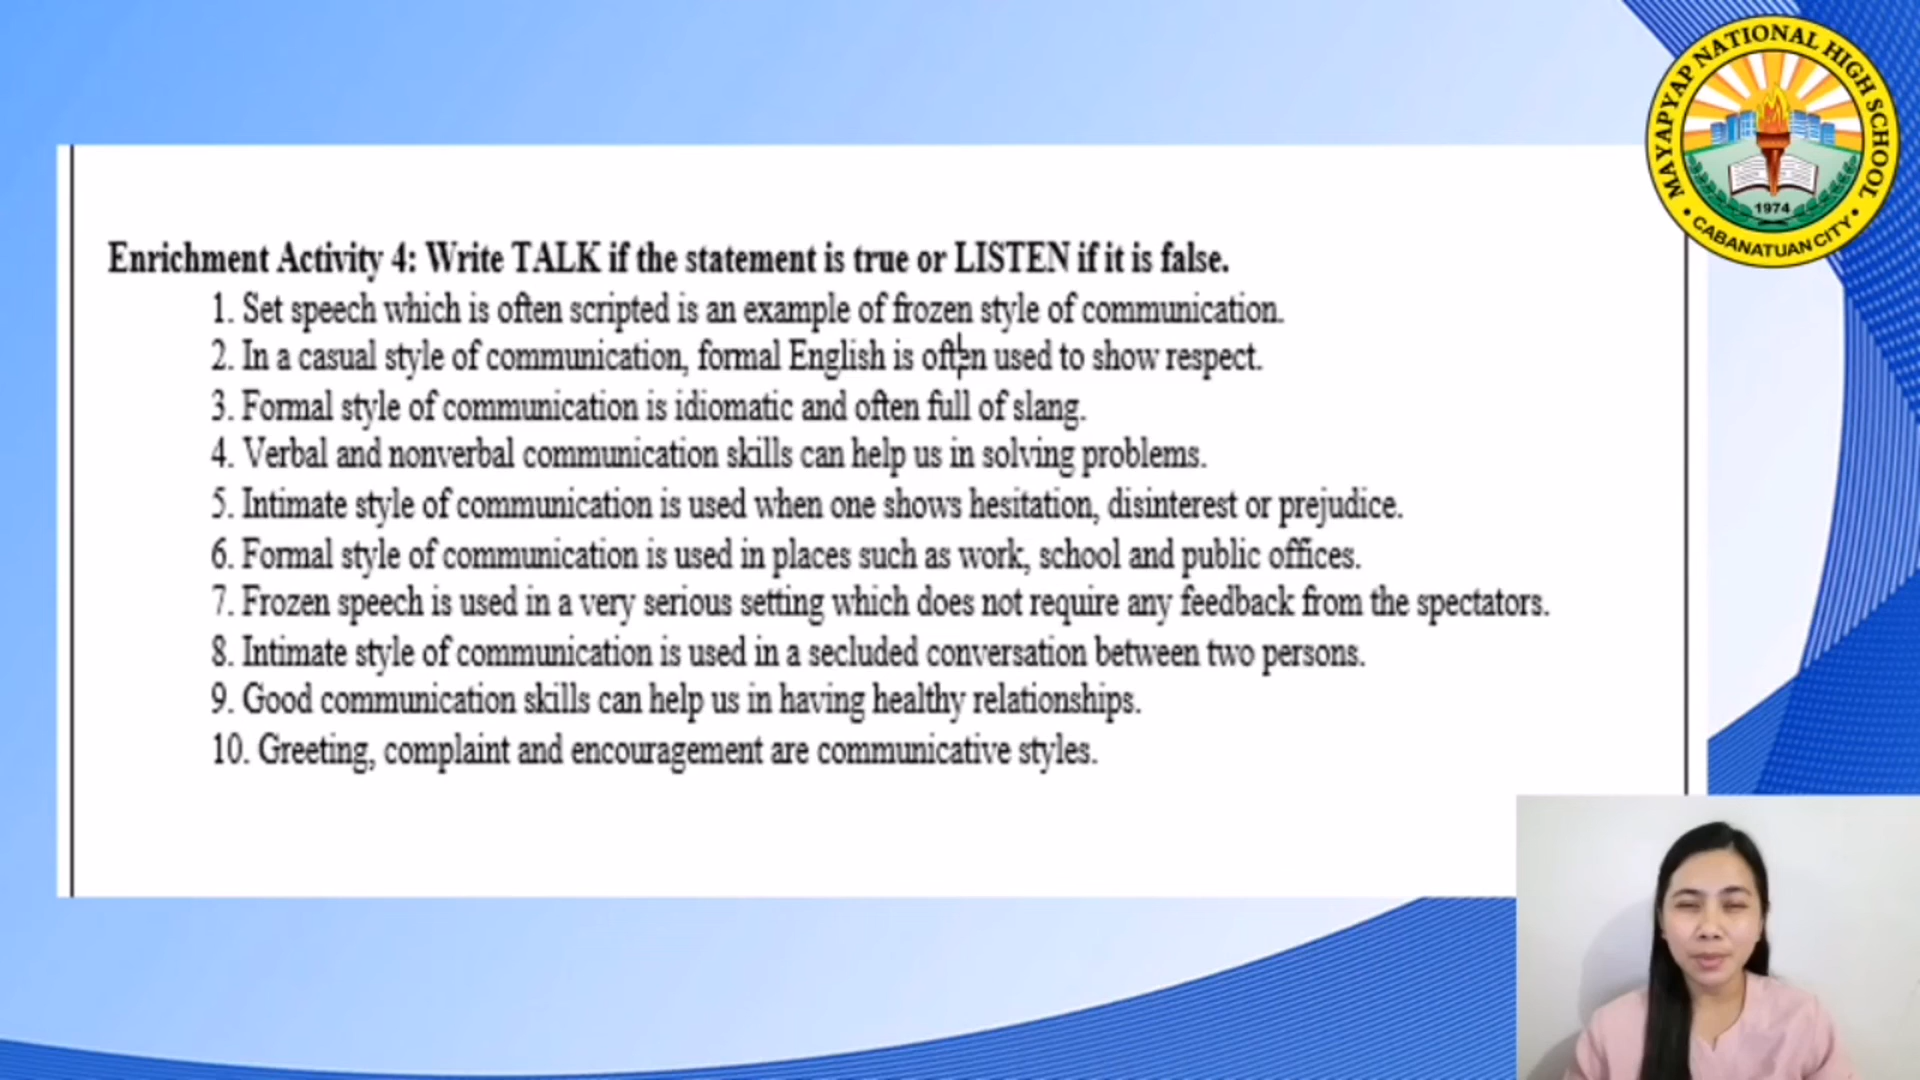 MAYAPYAP NATIONAL HIGH SCHOOL
1974
• CABANATUAN CITY •
Enrichment Activity 4: Write TALK if the statement is true or LISTEN if it is false.
1. Set speech which is often scripted is an example of frozen style of communication.
2. In a casual style of communication, formal English is often used to show respect.
3. Formal style of communication is idiomatic and often full of slang.
4. Verbal and nonverbal communication skills can help us in solving problems.
5. Intimate style of communication is used when one shows hesitation, disinterest or prejudice.
6. Formal style of communication is used in places such as work, school and public offices.
7. Frozen speech is used in a very serious setting which does not require any feedback from the spectators.
8. Intimate style of communication is used in a secluded conversation between two persons.
9. Good communication skills can help us in having healthy relationships.
10. Greeting, complaint and encouragement are communicative styles.